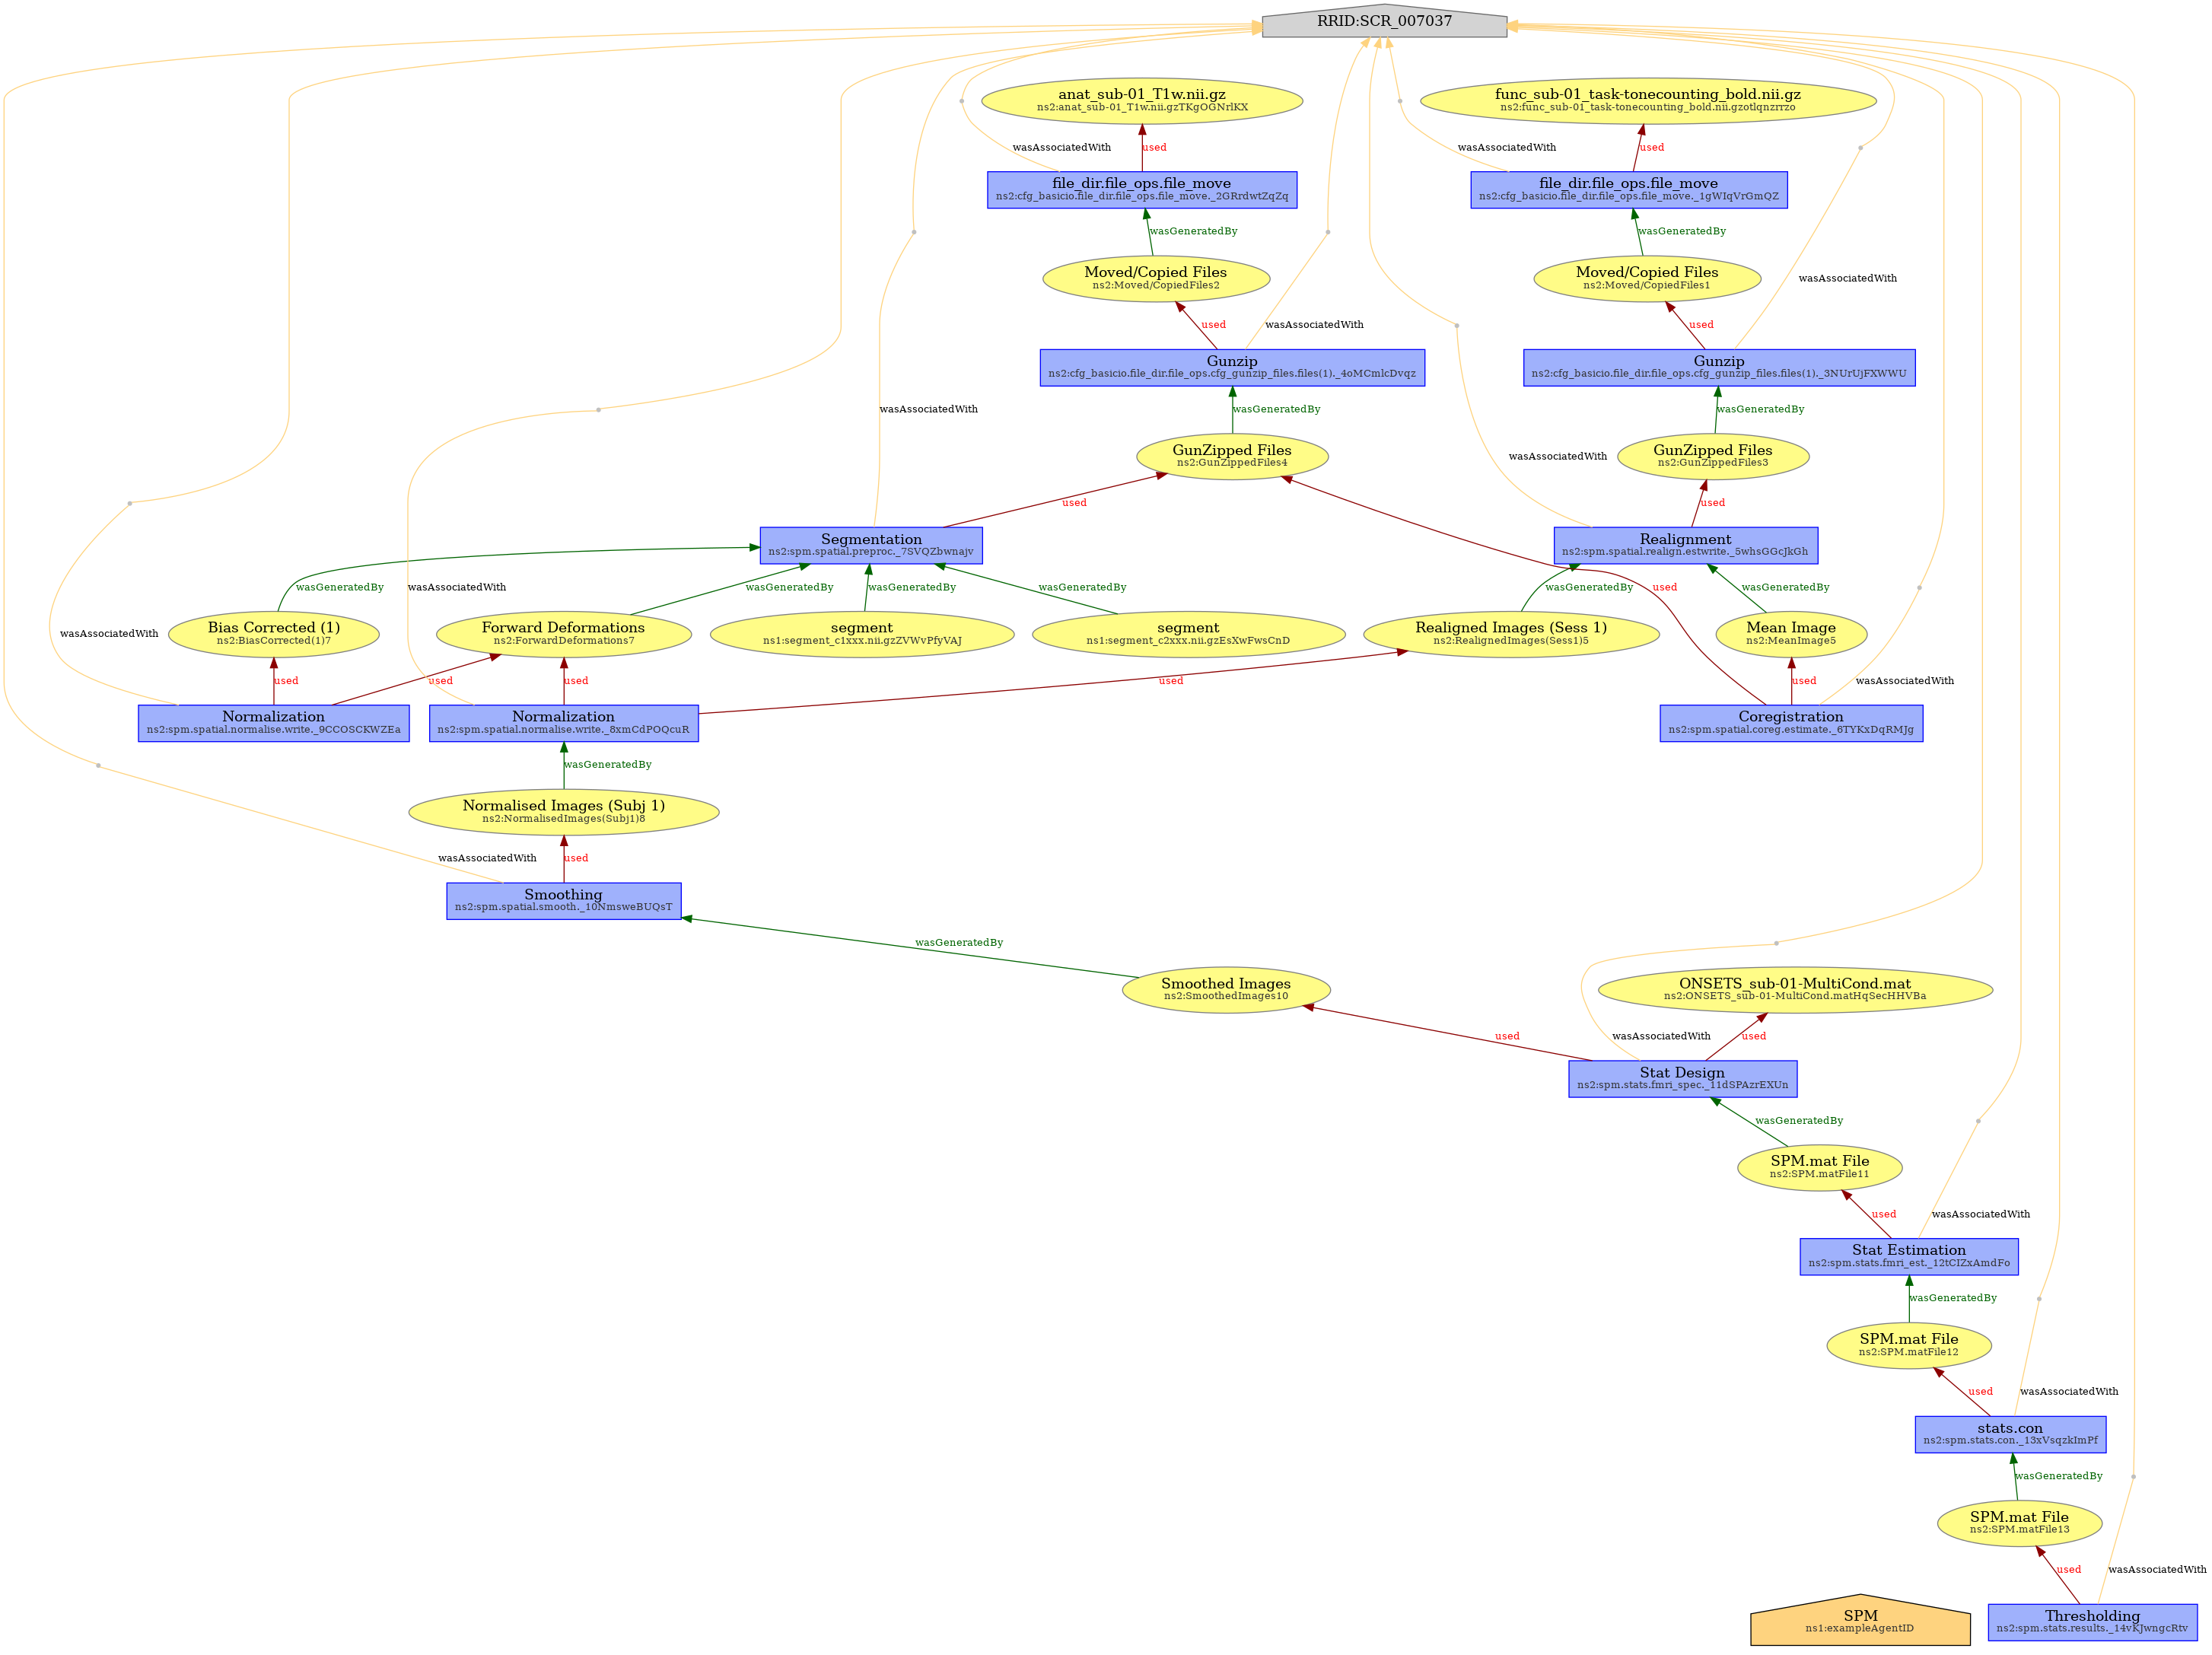 RRID:SCR_007037
anat_sub-01_T1w.nii.gz
ns2:anat_sub-01_T1w.nii.gzTKgOGNrlKX
func_sub-01_task-tonecounting_bold.nii.gz
ns2:func_sub-01_task-tonecounting_bold.nii.gzotlqnzrrzo
wasAssociatedWith
used
wasAssociatedWith
used
file_dir.file_ops.file_move
ns2:cfg_basicio.file_dir.file_ops.file_move._2GRrdwtZqZq
file_dir.file_ops.file_move
ns2:cfg_basicio.file_dir.file_ops.file_move._1gWIqVrGmQZ
wasGeneratedBy
wasGeneratedBy
Moved/Copied Files
ns2:Moved/CopiedFiles2
Moved/Copied Files
ns2:Moved/CopiedFiles1
wasAssociatedWith
used
wasAssociatedWith
used
Gunzip
ns2:cfg_basicio.file_dir.file_ops.cfg_gunzip_files.files(1)._4oMCmlcDvqz
Gunzip
ns2:cfg_basicio.file_dir.file_ops.cfg_gunzip_files.files(1)._3NUrUjFXWWU
wasAssociatedWith
wasGeneratedBy
wasGeneratedBy
GunZipped Files
ns2:GunZippedFiles4
GunZipped Files
ns2:GunZippedFiles3
wasAssociatedWith
used
used
Segmentation
ns2:spm.spatial.preproc._7SVQZbwnajv
Realignment
ns2:spm.spatial.realign.estwrite._5whsGGcJkGh
wasGeneratedBy
wasAssociatedWith
wasGeneratedBy
wasGeneratedBy
wasGeneratedBy
wasGeneratedBy
used
wasGeneratedBy
wasAssociatedWith
Bias Corrected (1)
ns2:BiasCorrected(1)7
Forward Deformations
ns2:ForwardDeformations7
segment
ns1:segment_c1xxx.nii.gzZVWvPfyVAJ
segment
ns1:segment_c2xxx.nii.gzEsXwFwsCnD
Realigned Images (Sess 1)
ns2:RealignedImages(Sess1)5
Mean Image
ns2:MeanImage5
used
used
used
used
used
wasAssociatedWith
Normalization
ns2:spm.spatial.normalise.write._9CCOSCKWZEa
Normalization
ns2:spm.spatial.normalise.write._8xmCdPOQcuR
Coregistration
ns2:spm.spatial.coreg.estimate._6TYKxDqRMJg
wasGeneratedBy
Normalised Images (Subj 1)
ns2:NormalisedImages(Subj1)8
wasAssociatedWith
used
Smoothing
ns2:spm.spatial.smooth._10NmsweBUQsT
wasGeneratedBy
Smoothed Images
ns2:SmoothedImages10
ONSETS_sub-01-MultiCond.mat
ns2:ONSETS_sub-01-MultiCond.matHqSecHHVBa
used
wasAssociatedWith
used
Stat Design
ns2:spm.stats.fmri_spec._11dSPAzrEXUn
wasGeneratedBy
SPM.mat File
ns2:SPM.matFile11
used
wasAssociatedWith
Stat Estimation
ns2:spm.stats.fmri_est._12tCIZxAmdFo
wasGeneratedBy
SPM.mat File
ns2:SPM.matFile12
used
wasAssociatedWith
stats.con
ns2:spm.stats.con._13xVsqzkImPf
wasGeneratedBy
SPM.mat File
ns2:SPM.matFile13
used
wasAssociatedWith
SPM
ns1:exampleAgentID
Thresholding
ns2:spm.stats.results._14vKJwngcRtv